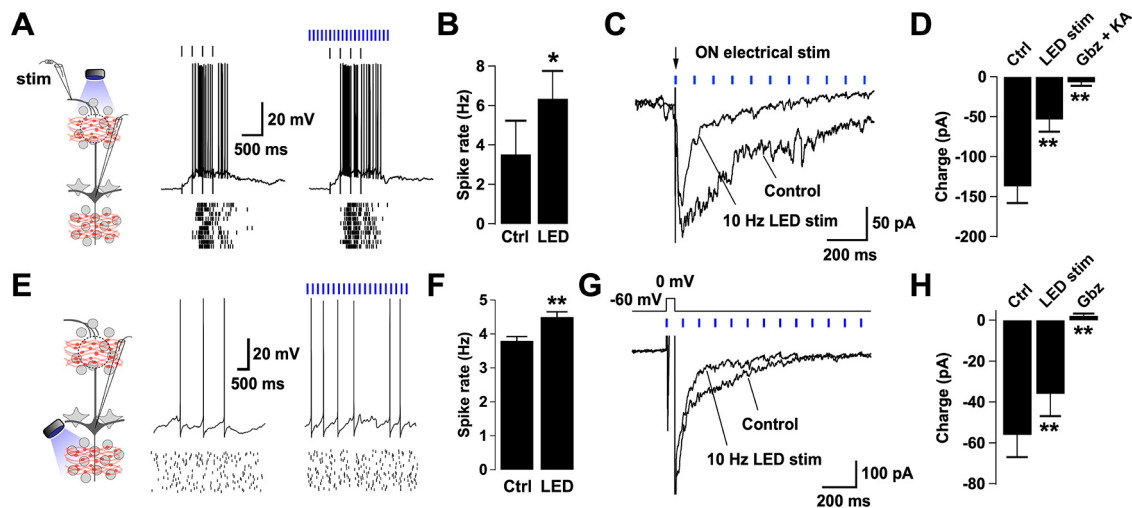 A
stim
20 mV
500 ms
B
Spike rate (Hz)
8
6
4
2
0
*
Ctrl
LED
C
ON electrical stim
Control
10 Hz LED stim
50 pA
200 ms
D
Ctrl
LED stim
Gbz + KA
Charge (pA)
0
-50
-100
-150
-200
**
**
E
20 mV
500 ms
F
Spike rate (Hz)
5
4
3
2
1
0
**
Ctrl
LED
G
0 mV
-60 mV
Control
10 Hz LED stim
100 pA
200 ms
H
Ctrl
LED stim
Gbz
Charge (pA)
0
-20
-40
-60
-80
**
**